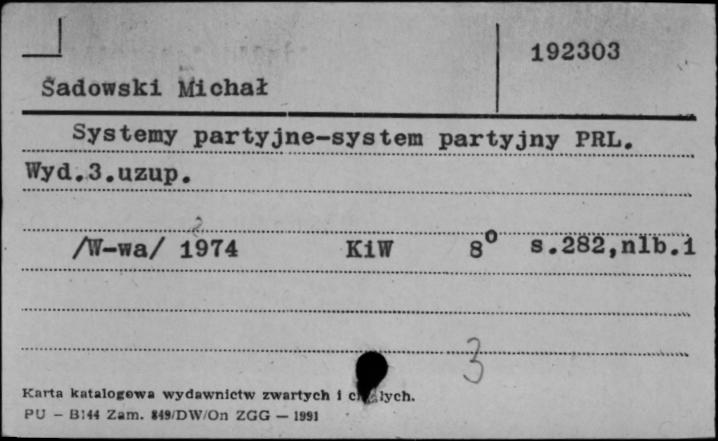 192303
Sadowski Michał
Systemy partyjne-system partyjny PRL.
Wyd.3.uzup.
/W-wa/ 1974 KiW 8° s.282,nlb.1
3
Karta katalogowa wydawnictw zwartych i
PU – B144 Zam. 849/DW/On ZGG — 1991